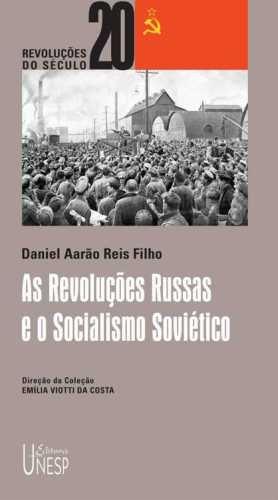 REVOLUÇÕES
DO SÉCULO 20
Daniel Aarão Reis Filho
As Revoluções Russas
e o Socialismo Soviético
Direção da Coleção
EMÍLIA VIOTTI DA COSTA
Editora
UNESP